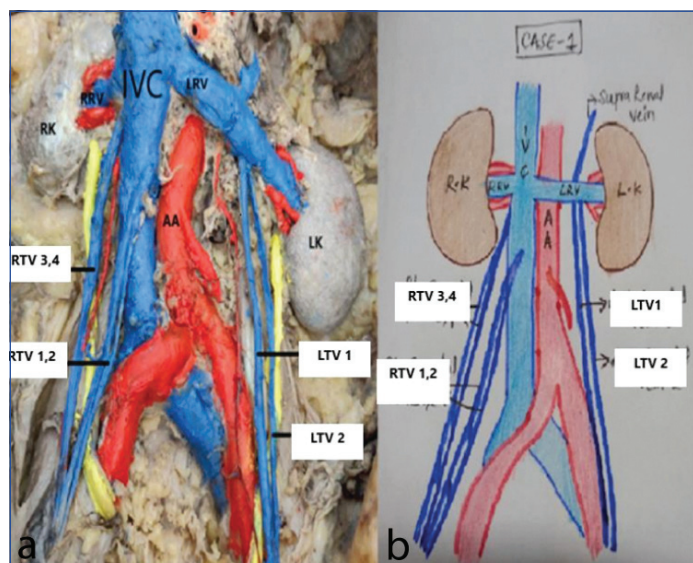 IVC
LRV
RRV
RK
AA
LK
RTV 3,4
RTV 1,2
LTV 1
LTV 2
a
CASE-1
Supra Renal
vein
I V C
R.K
RRV
LRV
L.K
A A
RTV 3,4
RTV 1,2
LTV1
LTV 2
b